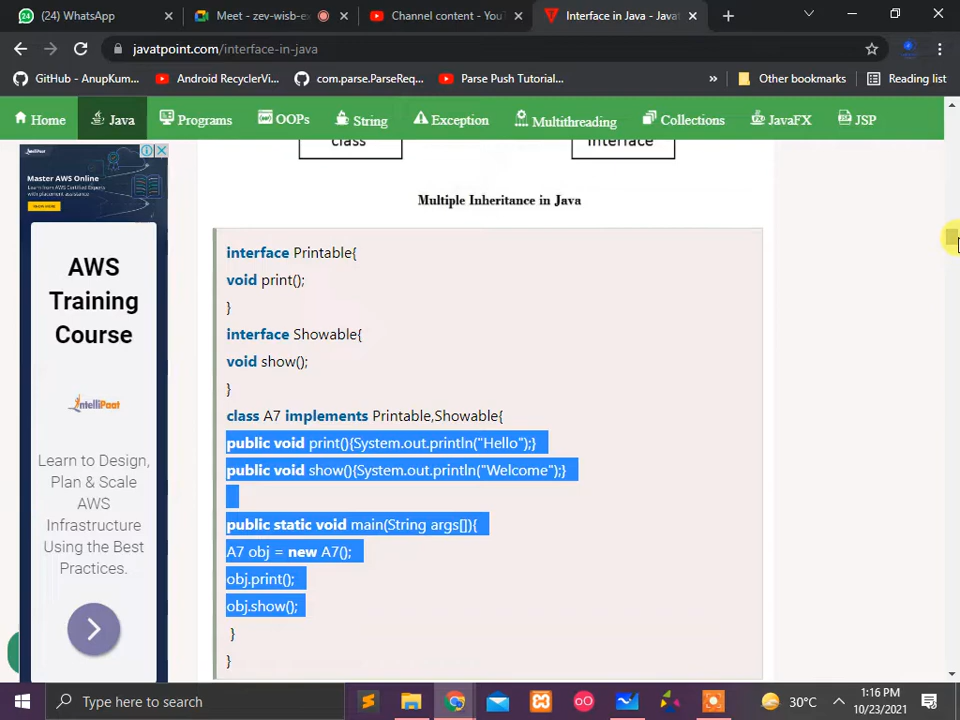 (24) WhatsApp
Meet - zev-wisb-e
Channel content - You
Interface in Java - Javat
javatpoint.com/interface-in-java
GitHub - AnupKum...
Android RecyclerVi...
com.parse.ParseReq...
Parse Push Tutorial...
»
Other bookmarks
Reading list
Home
Java
Programs
OOPs
String
Exception
Multithreading
Collections
JavaFX
JSP
class
interface
Multiple Inheritance in Java
Master AWS Online
AWS
Training
Course
IntelliPaat
Learn to Design,
Plan & Scale
AWS
Infrastructure
Using the Best
Practices.
interface Printable{
void print();
}
interface Showable{
void show();
}
class A7 implements Printable,Showable{
public void print(){System.out.println("Hello");}
public void show(){System.out.println("Welcome");}
public static void main(String args[]){
A7 obj = new A7();
obj.print();
obj.show();
}
}
Type here to search
30°C
1:16 PM
10/23/2021